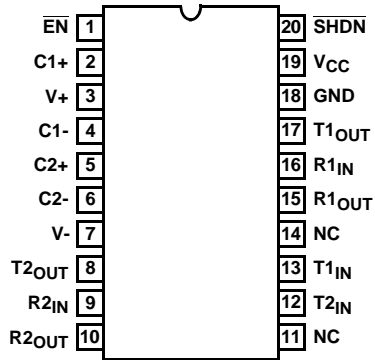 EN 1 20 SHDN
C1+ 2 19 VCC
V+ 3 18 GND
C1- 4 17 T1OUT
C2+ 5 16 R1IN
C2- 6 15 R1OUT
V- 7 14 NC
T2OUT 8 13 T1IN
R2IN 9 12 T2IN
R2OUT 10 11 NC